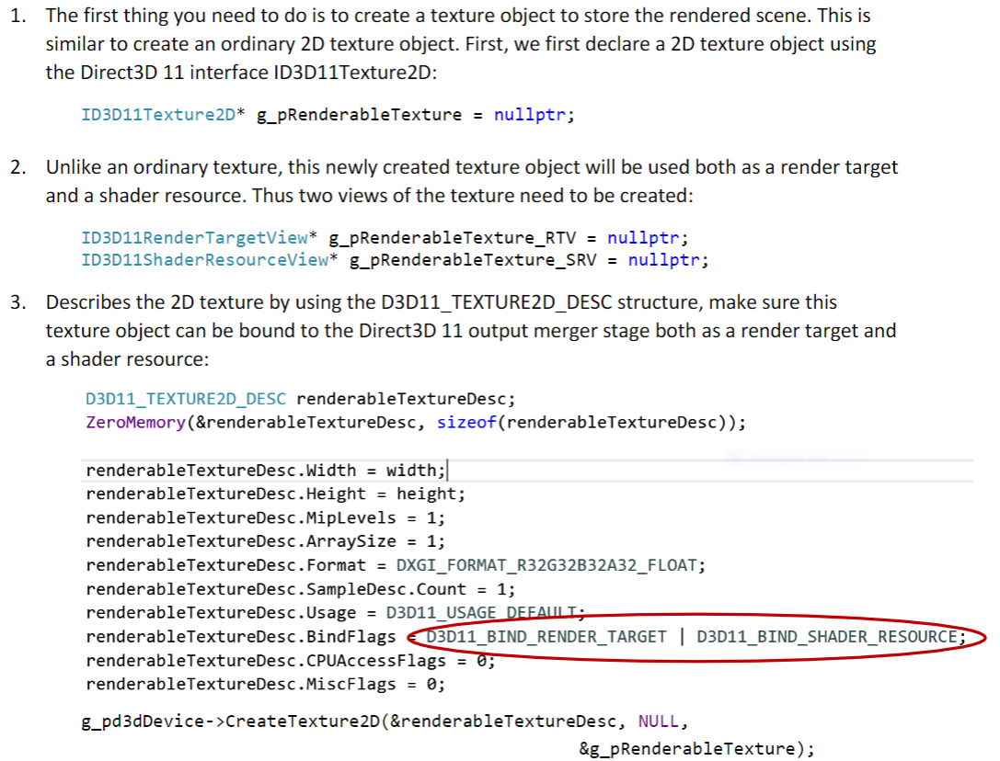 1. The first thing you need to do is to create a texture object to store the rendered scene. This is
similar to create an ordinary 2D texture object. First, we first declare a 2D texture object using
the Direct3D 11 interface ID3D11Texture2D:
ID3D11Texture2D* g_pRenderableTexture = nullptr;
2. Unlike an ordinary texture, this newly created texture object will be used both as a render target
and a shader resource. Thus two views of the texture need to be created:
ID3D11RenderTargetView* g_pRenderableTexture_RTV = nullptr;
ID3D11ShaderResourceView* g_pRenderableTexture_SRV = nullptr;
3. Describes the 2D texture by using the D3D11_TEXTURE2D_DESC structure, make sure this
texture object can be bound to the Direct3D 11 output merger stage both as a render target and
a shader resource:
D3D11_TEXTURE2D_DESC renderableTextureDesc;
ZeroMemory(&renderableTextureDesc, sizeof(renderableTextureDesc));
renderableTextureDesc.Width = width;
renderableTextureDesc.Height = height;
renderableTextureDesc.MipLevels = 1;
renderableTextureDesc.ArraySize = 1;
renderableTextureDesc.Format = DXGI_FORMAT_R32G32B32A32_FLOAT;
renderableTextureDesc.SampleDesc.Count = 1;
renderableTextureDesc.Usage = D3D11_USAGE_DEFAULT;
renderableTextureDesc.BindFlags = D3D11_BIND_RENDER_TARGET | D3D11_BIND_SHADER_RESOURCE;
renderableTextureDesc.CPUAccessFlags = 0;
renderableTextureDesc.MiscFlags = 0;
g_pd3dDevice->CreateTexture2D(&renderableTextureDesc, NULL,
&g_pRenderableTexture);